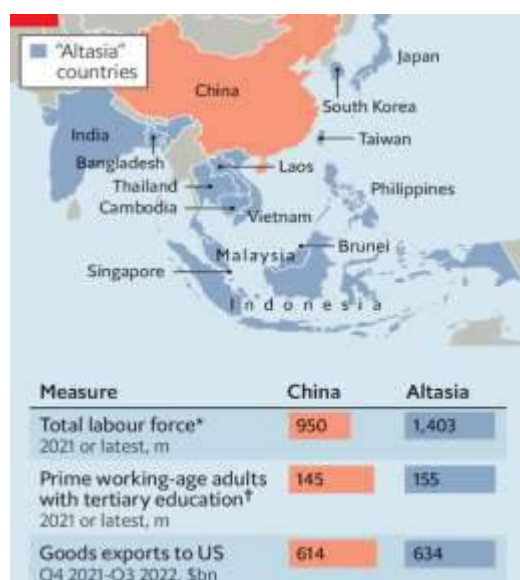 "Altasia"
countries
Japan
China
South Korea
India
Taiwan
Bangladesh
Laos
Thailand
Philippines
Cambodia
Vietnam
Malaysia
Brunei
Singapore
Indonesia
Measure China Altasia
Total labour force* 950 1,403
2021 or latest, m
Prime working-age adults 145 155
with tertiary education†
2021 or latest, m
Goods exports to US 614 634
Q4 2021-Q3 2022, $bn